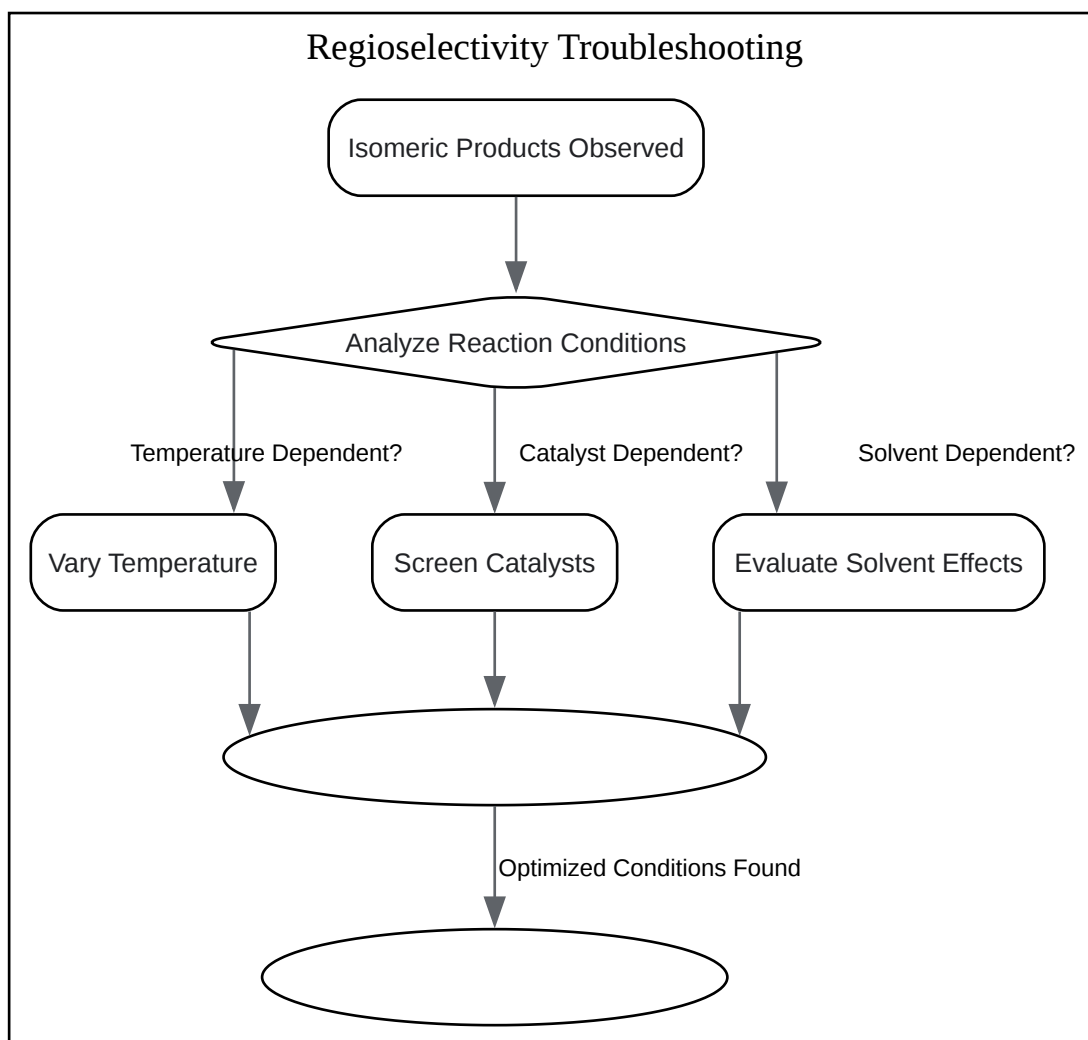 Regioselectivity Troubleshooting
Isomeric Products Observed
Analyze Reaction Conditions
Temperature Dependent?
Catalyst Dependent?
Solvent Dependent?
Vary Temperature
Screen Catalysts
Evaluate Solvent Effects
Optimized Conditions Found